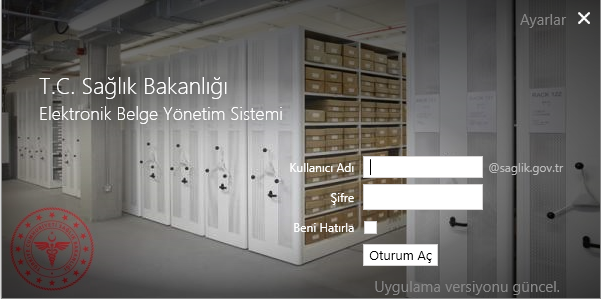 Ayarlar
T.C. Sağlık Bakanlığı
Elektronik Belge Yönetim Sistemi
Kullanıcı Adı
@saglik.gov.tr
Şifre
Beni Hatırla
Oturum Aç
Uygulama versiyonu güncel.